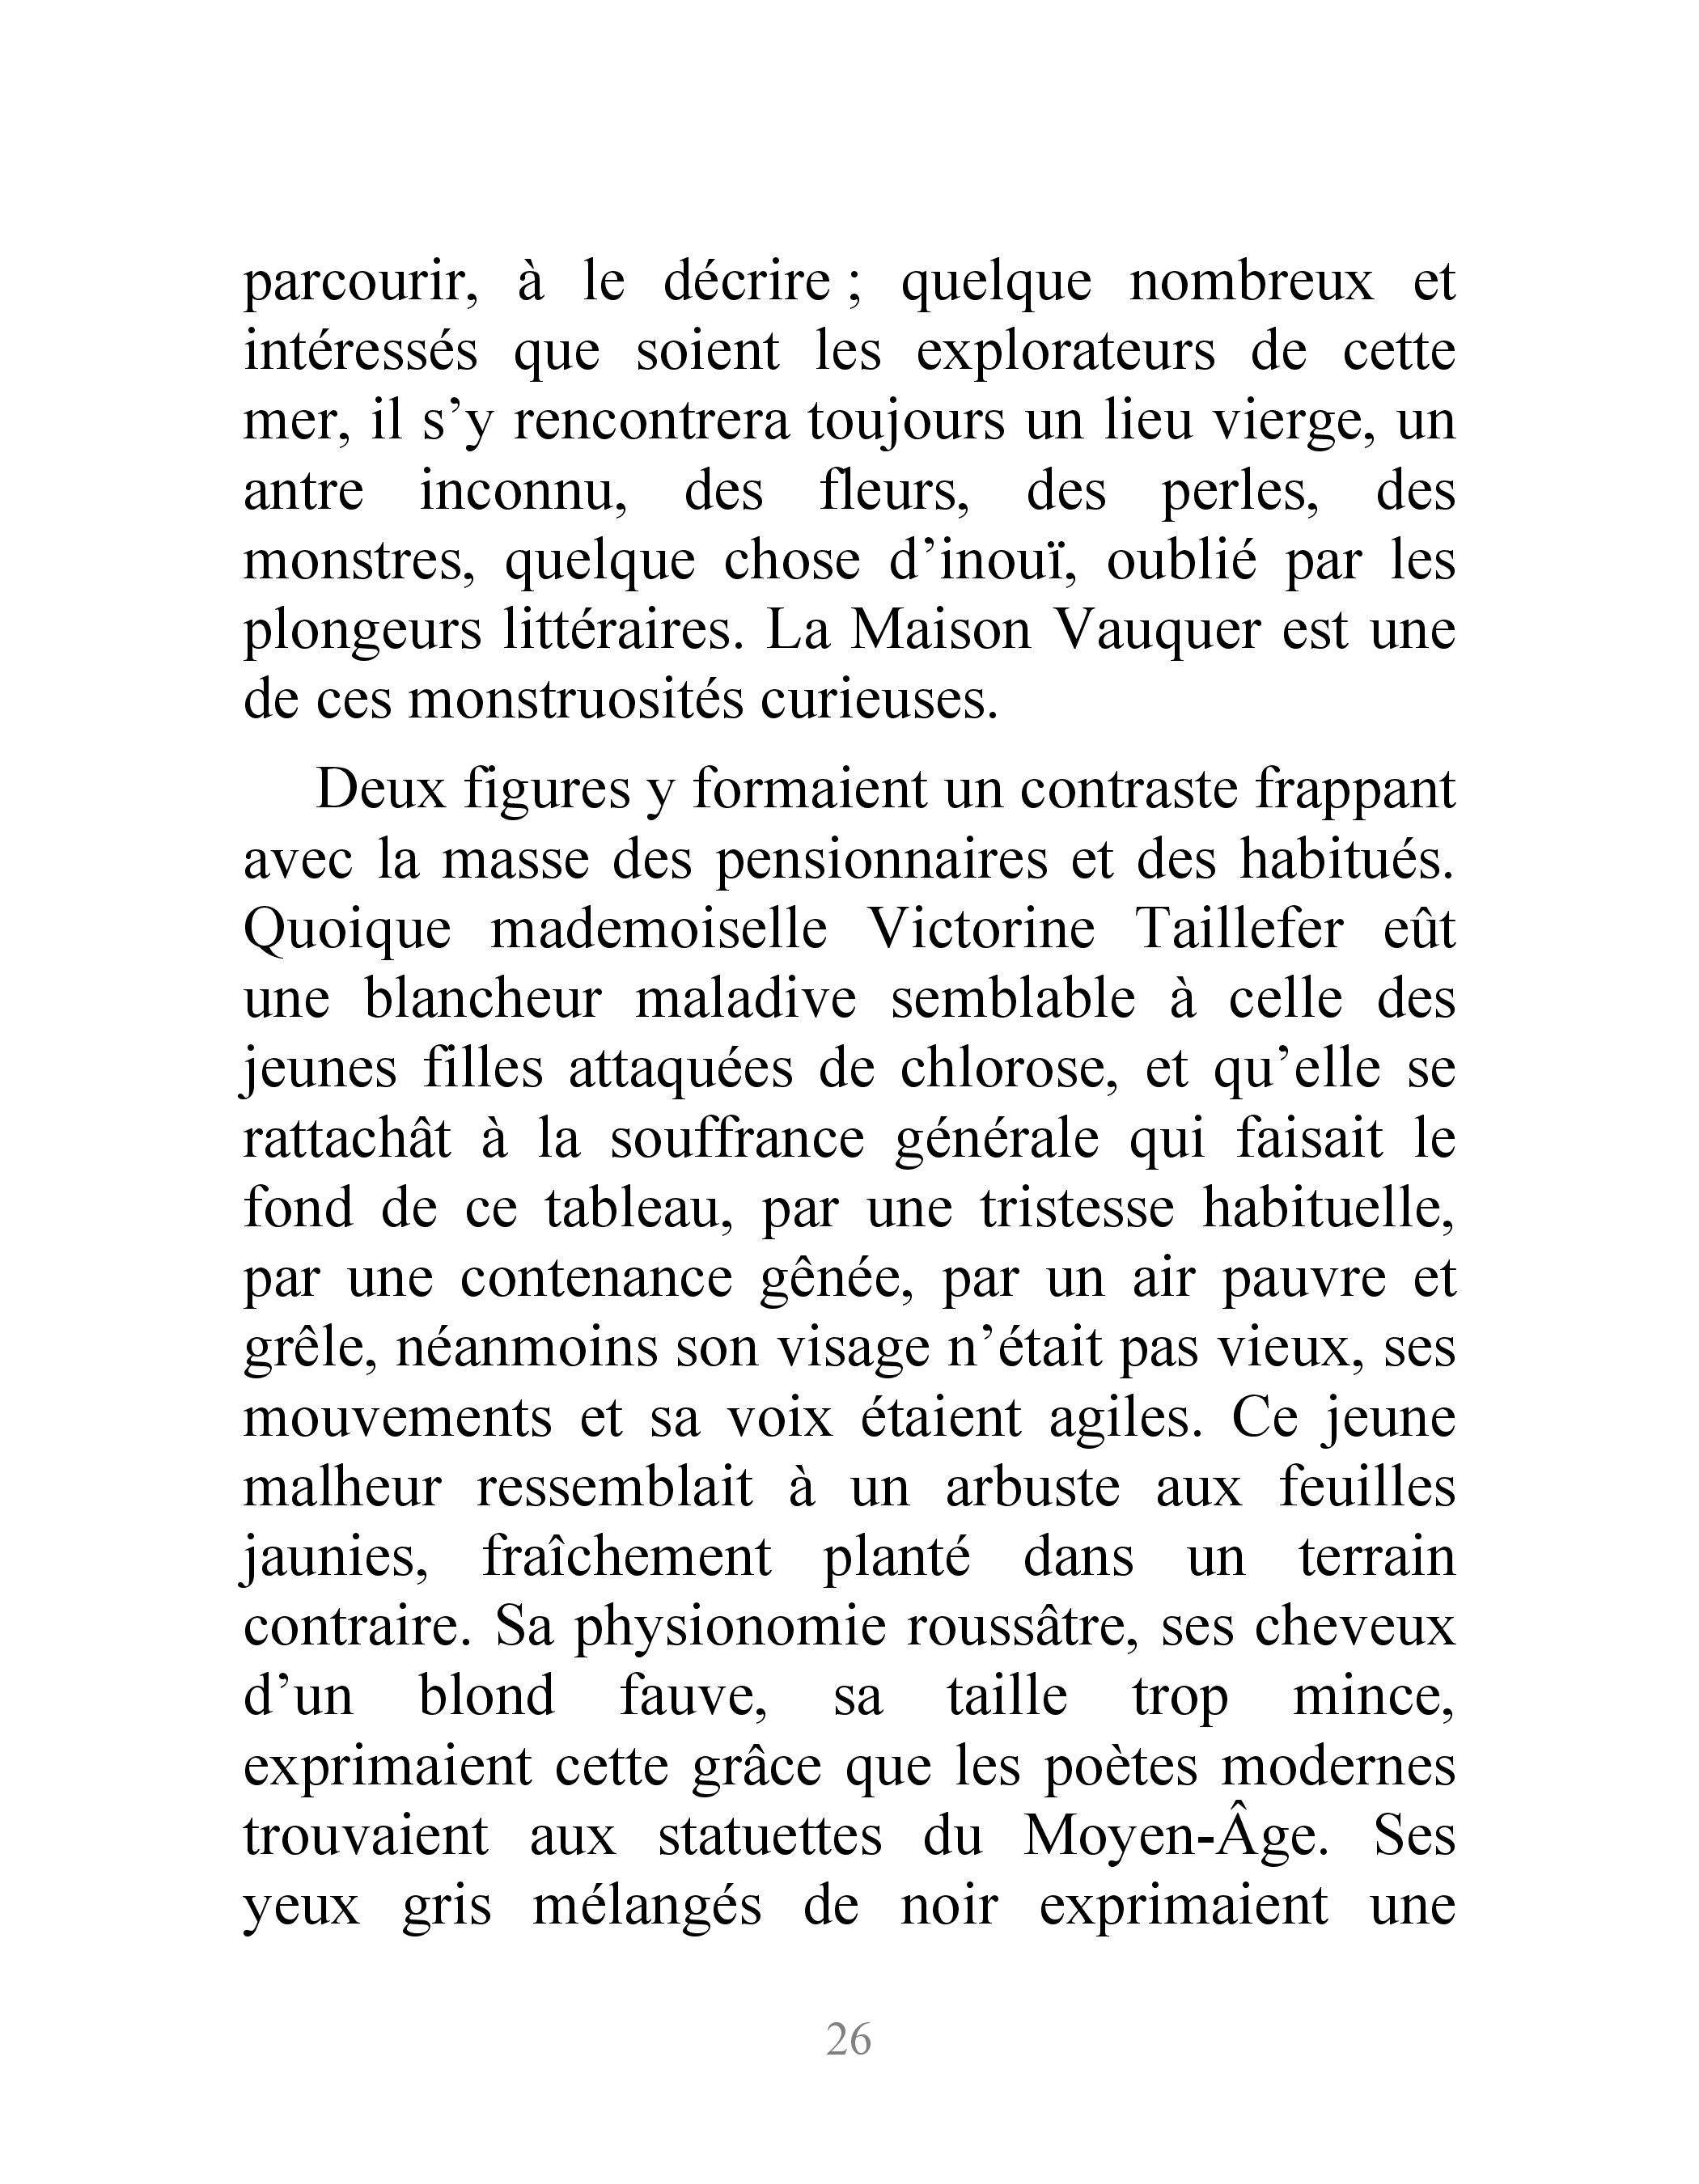 parcourir, à le décrire ; quelque nombreux et
intéressés que soient les explorateurs de cette
mer, il s’y rencontrera toujours un lieu vierge, un
antre inconnu, des fleurs, des perles, des
monstres, quelque chose d’inouï, oublié par les
plongeurs littéraires. La Maison Vauquer est une
de ces monstruosités curieuses.
Deux figures y formaient un contraste frappant
avec la masse des pensionnaires et des habitués.
Quoique mademoiselle Victorine Taillefer eût
une blancheur maladive semblable à celle des
jeunes filles attaquées de chlorose, et qu’elle se
rattachât à la souffrance générale qui faisait le
fond de ce tableau, par une tristesse habituelle,
par une contenance gênée, par un air pauvre et
grêle, néanmoins son visage n’était pas vieux, ses
mouvements et sa voix étaient agiles. Ce jeune
malheur ressemblait à un arbuste aux feuilles
jaunies, fraîchement planté dans un terrain
contraire. Sa physionomie roussâtre, ses cheveux
d’un blond fauve, sa taille trop mince,
exprimaient cette grâce que les poètes modernes
trouvaient aux statuettes du Moyen-Âge. Ses
yeux gris mélangés de noir exprimaient une
26